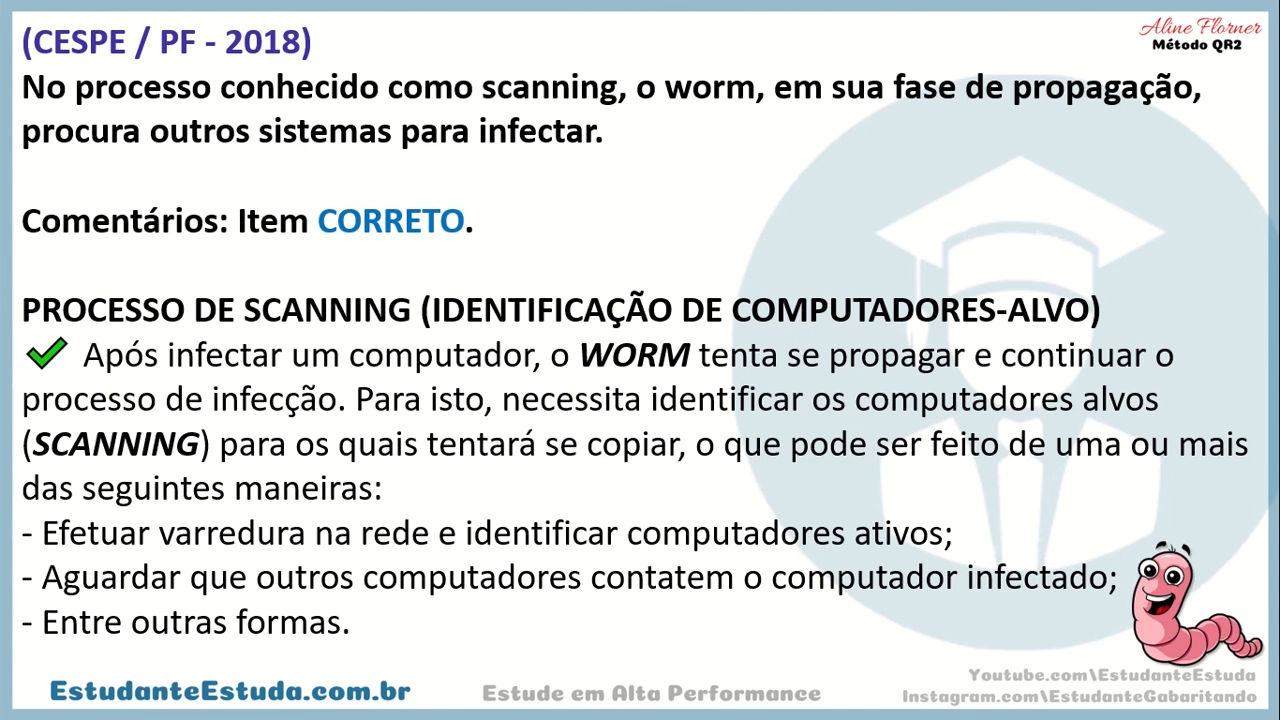 (CESPE / PF - 2018)
Aline Florner
Método QR2
No processo conhecido como scanning, o worm, em sua fase de propagação,
procura outros sistemas para infectar.
Comentários: Item CORRETO.
PROCESSO DE SCANNING (IDENTIFICAÇÃO DE COMPUTADORES-ALVO)
Após infectar um computador, o WORM tenta se propagar e continuar o
processo de infecção. Para isto, necessita identificar os computadores alvos
(SCANNING) para os quais tentará se copiar, o que pode ser feito de uma ou mais
das seguintes maneiras:
- Efetuar varredura na rede e identificar computadores ativos;
- Aguardar que outros computadores contatem o computador infectado;
- Entre outras formas.
EstudanteEstuda.com.br
Estude em Alta Performance
Youtube.com\EstudanteEstuda
Instagram.com\EstudanteGabaritando